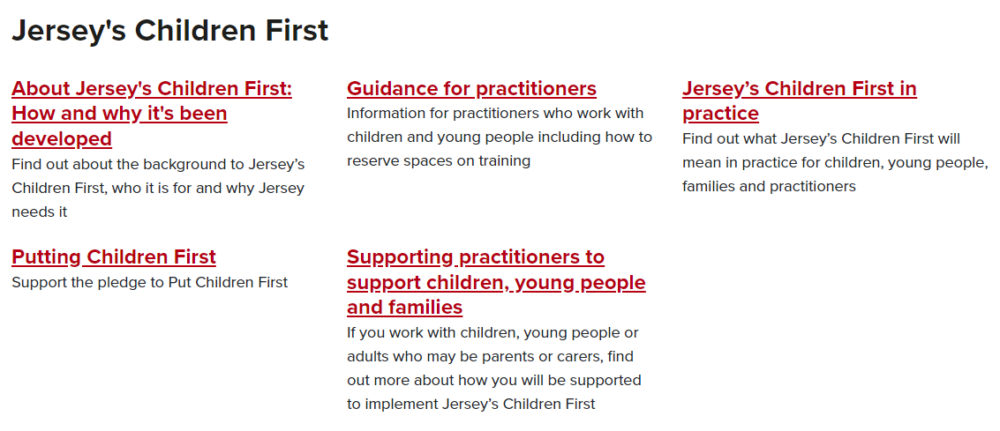 Jersey's Children First
About Jersey's Children First:
How and why it's been
developed
Find out about the background to Jersey’s
Children First, who it is for and why Jersey
needs it
Guidance for practitioners
Information for practitioners who work with
children and young people including how to
reserve spaces on training
Jersey’s Children First in
practice
Find out what Jersey’s Children First will
mean in practice for children, young people,
families and practitioners
Putting Children First
Support the pledge to Put Children First
Supporting practitioners to
support children, young people
and families
If you work with children, young people or
adults who may be parents or carers, find
out more about how you will be supported
to implement Jersey’s Children First